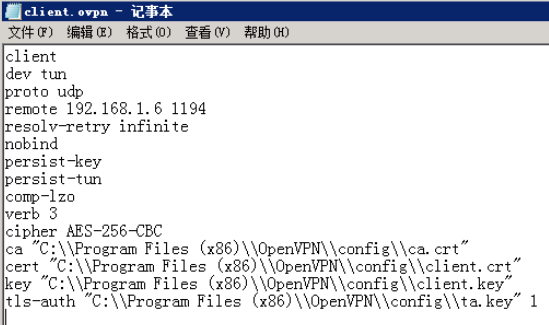 client.ovpn - 记事本
文件(F) 编辑(E) 格式(O) 查看(V) 帮助(H)
client
dev tun
proto udp
remote 192.168.1.6 1194
resolv-retry infinite
nobind
persist-key
persist-tun
comp-lzo
verb 3
cipher AES-256-CBC
ca "C:\\Program Files (x86)\\OpenVPN\\config\\ca.crt"
cert "C:\\Program Files (x86)\\OpenVPN\\config\\client.crt"
key "C:\\Program Files (x86)\\OpenVPN\\config\\client.key"
tls-auth "C:\\Program Files (x86)\\OpenVPN\\config\\ta.key" 1